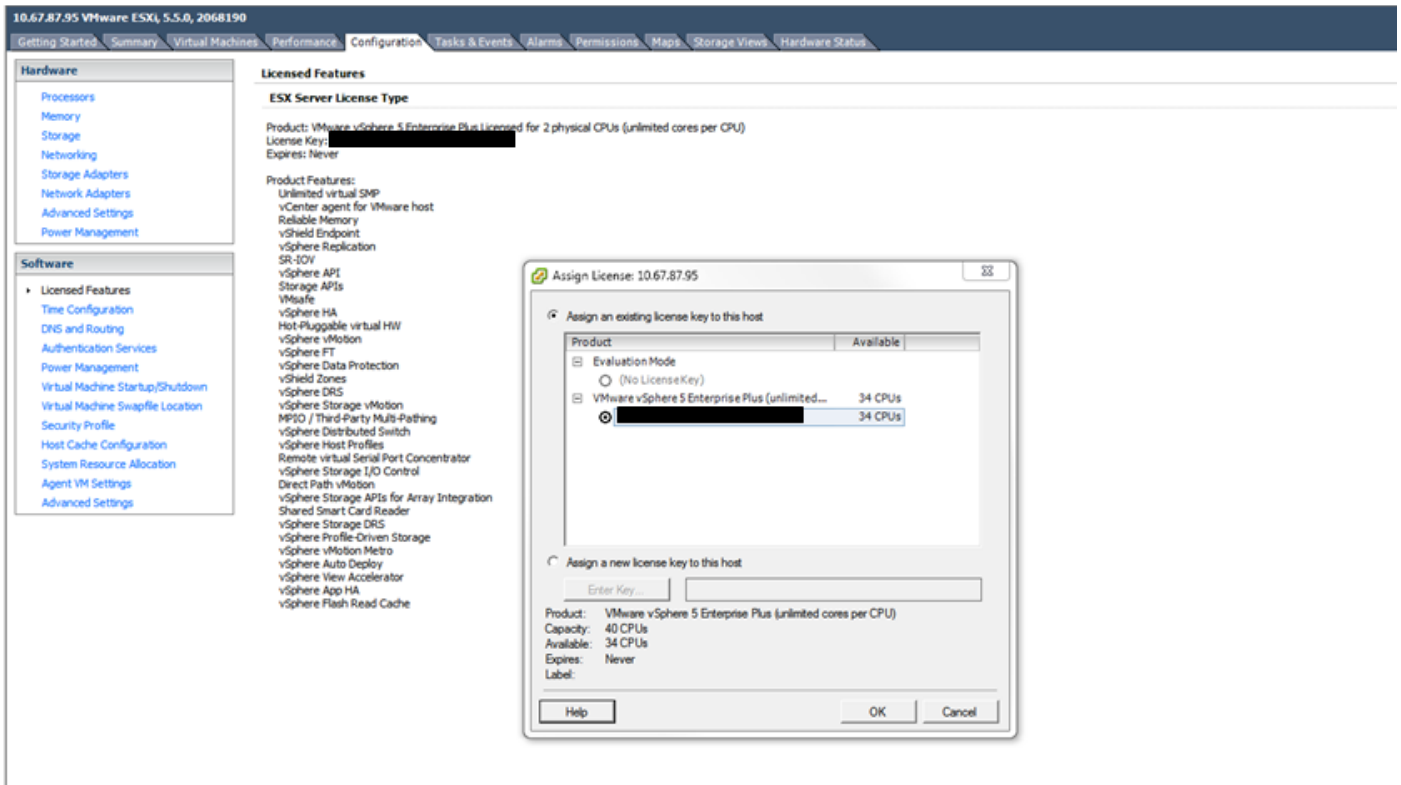 10.67.87.95 VMware ESXi, 5.5.0, 2068190
Getting Started Summary Virtual Machines Performance Configuration Tasks & Events Alarms Permissions Maps Storage Views Hardware Status
Hardware
Processors
Memory
Storage
Networking
Storage Adapters
Network Adapters
Advanced Settings
Power Management
Software
Licensed Features
Time Configuration
DNS and Routing
Authentication Services
Power Management
Virtual Machine Startup/Shutdown
Virtual Machine Swapfile Location
Security Profile
Host Cache Configuration
System Resource Allocation
Agent VM Settings
Advanced Settings
Licensed Features
ESX Server License Type
Product: VMware vSphere 5 Enterprise Plus Licensed for 2 physical CPUs (unlimited cores per CPU)
License Key:
Expires: Never
Product Features:
Unlimited virtual SMP
vCenter agent for VMware host
Reliable Memory
vShield Endpoint
vSphere Replication
SR-IOV
vSphere API
Storage APIs
VMsafe
vSphere HA
Hot-Pluggable virtual HW
vSphere vMotion
vSphere FT
vSphere Data Protection
vShield Zones
vSphere DRS
vSphere Storage vMotion
MPIO / Third-Party Multi-Pathing
vSphere Distributed Switch
vSphere Host Profiles
Remote virtual Serial Port Concentrator
vSphere Storage I/O Control
Direct Path vMotion
vSphere Storage APIs for Array Integration
Shared Smart Card Reader
vSphere Storage DRS
vSphere Profile-Driven Storage
vSphere vMotion Metro
vSphere Auto Deploy
vSphere View Accelerator
vSphere App HA
vSphere Flash Read Cache
Assign License: 10.67.87.95
Assign an existing license key to this host
Product Available
Evaluation Mode
(No License Key)
VMware vSphere 5 Enterprise Plus (unlimited... 34 CPUs
34 CPUs
Assign a new license key to this host
Enter Key...
Product: VMware vSphere 5 Enterprise Plus (unlimited cores per CPU)
Capacity: 40 CPUs
Available: 34 CPUs
Expires: Never
Label:
Help OK Cancel